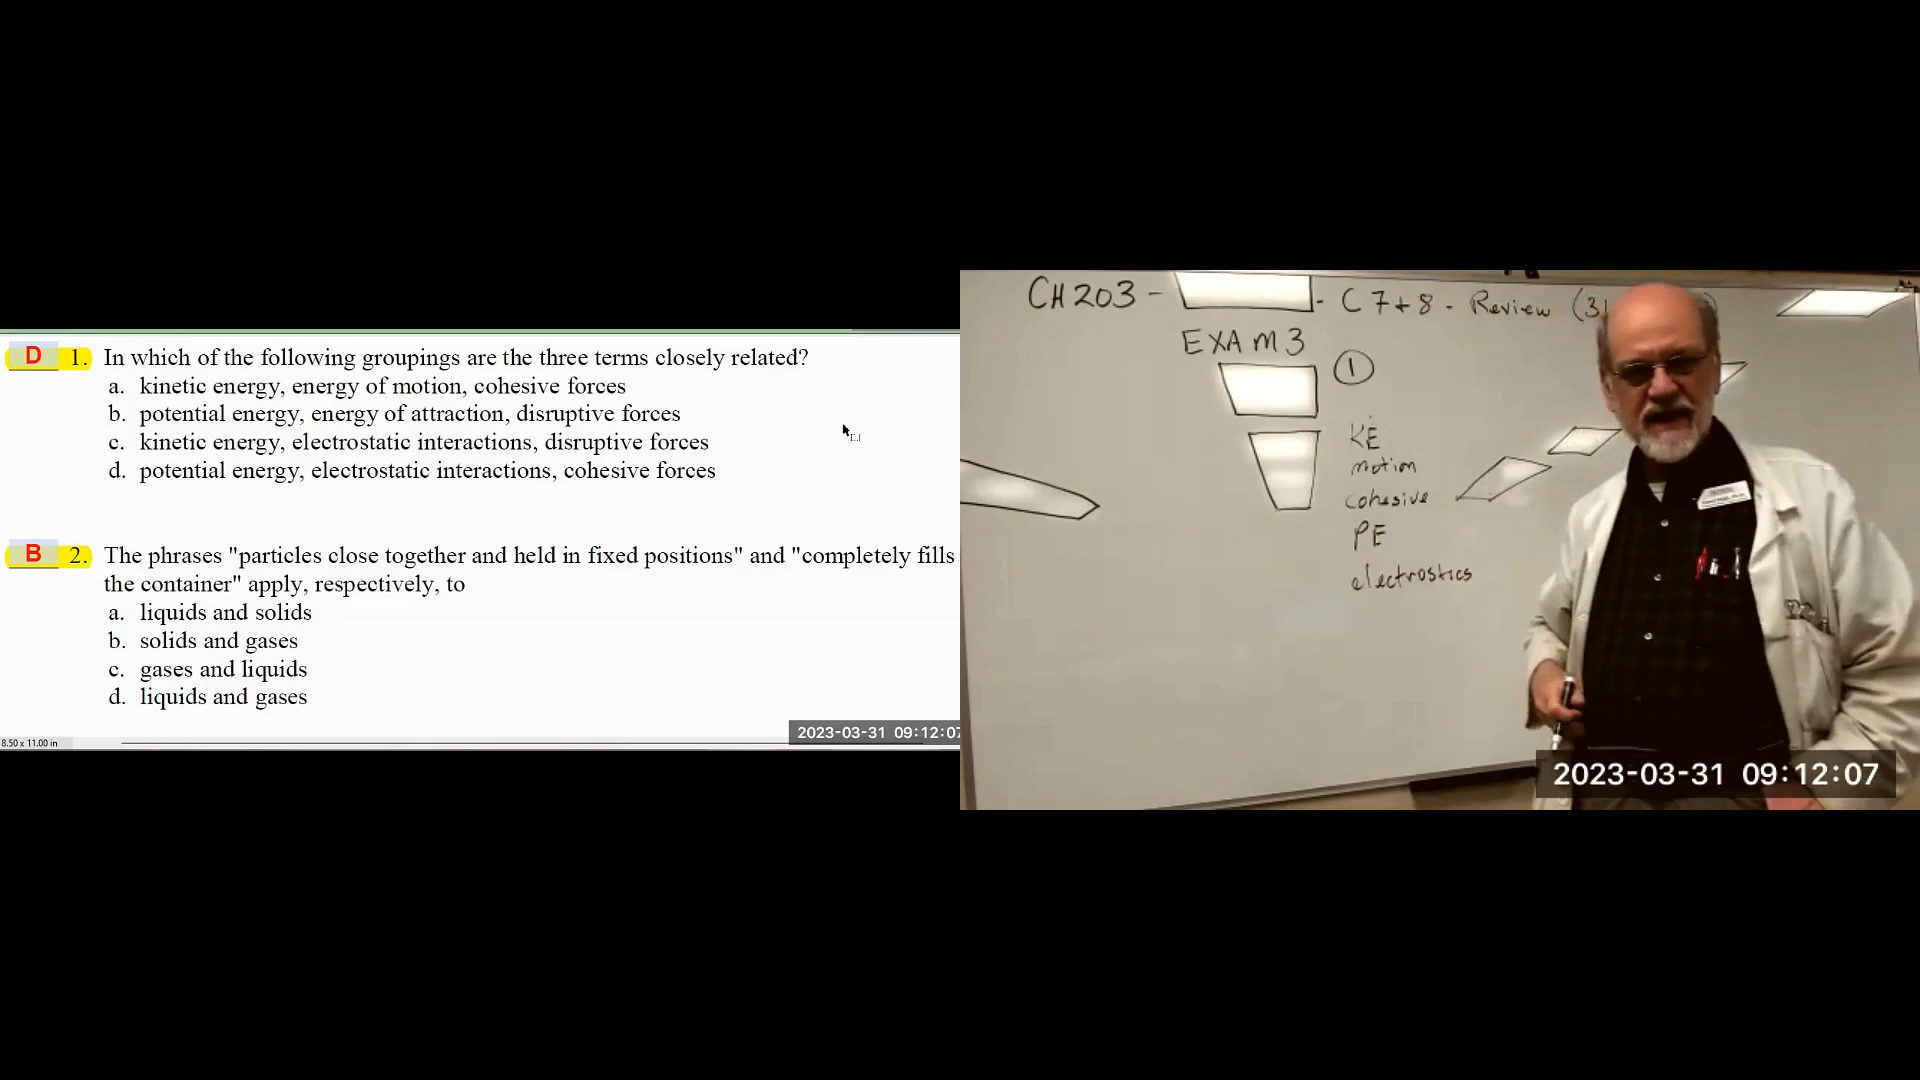 D 1. In which of the following groupings are the three terms closely related?
a. kinetic energy, energy of motion, cohesive forces
b. potential energy, energy of attraction, disruptive forces
c. kinetic energy, electrostatic interactions, disruptive forces
d. potential energy, electrostatic interactions, cohesive forces
B 2. The phrases "particles close together and held in fixed positions" and "completely fills
the container" apply, respectively, to
a. liquids and solids
b. solids and gases
c. gases and liquids
d. liquids and gases
2023-03-31 09:12:07
8.50 x 11.00 in
CH 203 - - C 7+8 - Review (31
EXAM 3
1
KE
motion
cohesive
PE
electrostics
2023-03-31 09:12:07